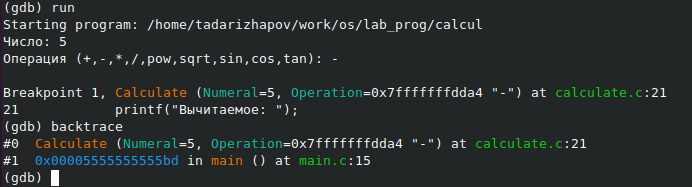 (gdb) run
Starting program: /home/tadarizhapov/work/os/lab_prog/calcul
Число: 5
Операция (+,-,*,/,pow,sqrt,sin,cos,tan): -
Breakpoint 1, Calculate (Numeral=5, Operation=0x7fffffffdda4 "-") at calculate.c:21
21 printf("Вычитаемое: ");
(gdb) backtrace
#0 Calculate (Numeral=5, Operation=0x7fffffffdda4 "-") at calculate.c:21
#1 0x00005555555555bd in main () at main.c:15
(gdb)